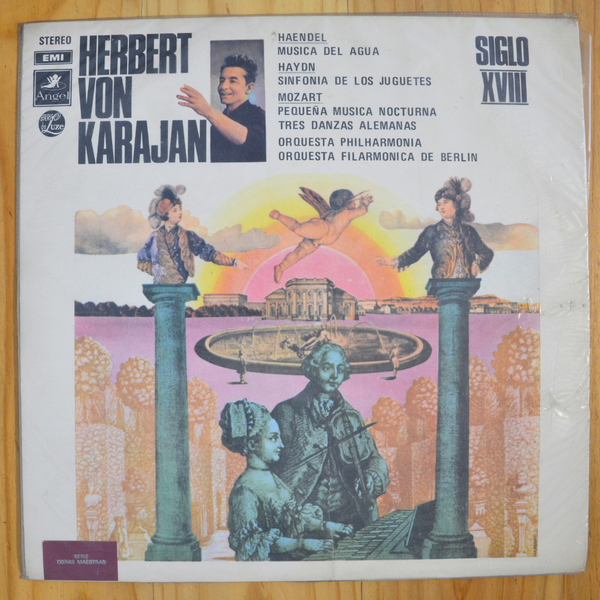 STEREO
EMI
Angel
HERBERT
VON
KARAJAN
HAENDEL
MUSICA DEL AGUA
HAYDN
SINFONIA DE LOS JUGUETES
MOZART
PEQUEÑA MUSICA NOCTURNA
TRES DANZAS ALEMANAS
ORQUESTA PHILHARMONIA
ORQUESTA FILARMONICA DE BERLIN
SIGLO
XVIII
SERIE
OBRAS MAESTRAS